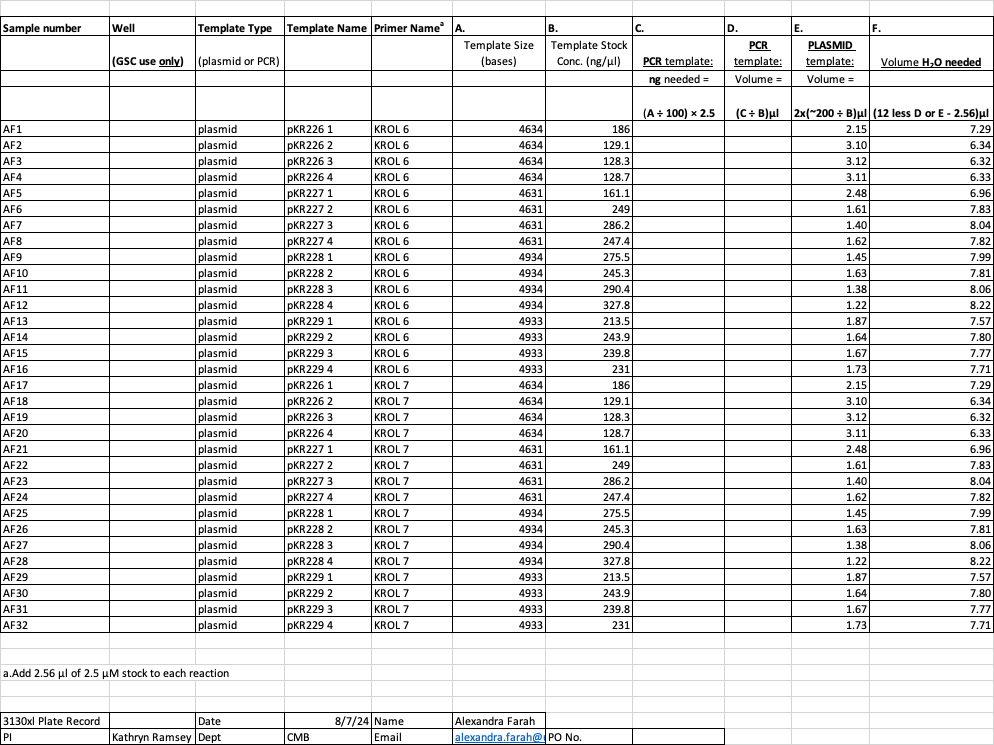 Sample number Well Template Type Template Name Primer Nameᵃ A. B. C. D. E. F.
(GSC use only) (plasmid or PCR) Template Size (bases) Template Stock Conc. (ng/µl) PCR template: PCR template: PLASMID template: Volume H₂O needed
ng needed = Volume = Volume =
(A ÷ 100) × 2.5 (C ÷ B)µl 2x(~200 ÷ B)µl (12 less D or E - 2.56)µl
AF1 plasmid pKR226 1 KROL 6 4634 186 2.15 7.29
AF2 plasmid pKR226 2 KROL 6 4634 129.1 3.10 6.34
AF3 plasmid pKR226 3 KROL 6 4634 128.3 3.12 6.32
AF4 plasmid pKR226 4 KROL 6 4634 128.7 3.11 6.33
AF5 plasmid pKR227 1 KROL 6 4631 161.1 2.48 6.96
AF6 plasmid pKR227 2 KROL 6 4631 249 1.61 7.83
AF7 plasmid pKR227 3 KROL 6 4631 286.2 1.40 8.04
AF8 plasmid pKR227 4 KROL 6 4631 247.4 1.62 7.82
AF9 plasmid pKR228 1 KROL 6 4934 275.5 1.45 7.99
AF10 plasmid pKR228 2 KROL 6 4934 245.3 1.63 7.81
AF11 plasmid pKR228 3 KROL 6 4934 290.4 1.38 8.06
AF12 plasmid pKR228 4 KROL 6 4934 327.8 1.22 8.22
AF13 plasmid pKR229 1 KROL 6 4933 213.5 1.87 7.57
AF14 plasmid pKR229 2 KROL 6 4933 243.9 1.64 7.80
AF15 plasmid pKR229 3 KROL 6 4933 239.8 1.67 7.77
AF16 plasmid pKR229 4 KROL 6 4933 231 1.73 7.71
AF17 plasmid pKR226 1 KROL 7 4634 186 2.15 7.29
AF18 plasmid pKR226 2 KROL 7 4634 129.1 3.10 6.34
AF19 plasmid pKR226 3 KROL 7 4634 128.3 3.12 6.32
AF20 plasmid pKR226 4 KROL 7 4634 128.7 3.11 6.33
AF21 plasmid pKR227 1 KROL 7 4631 161.1 2.48 6.96
AF22 plasmid pKR227 2 KROL 7 4631 249 1.61 7.83
AF23 plasmid pKR227 3 KROL 7 4631 286.2 1.40 8.04
AF24 plasmid pKR227 4 KROL 7 4631 247.4 1.62 7.82
AF25 plasmid pKR228 1 KROL 7 4934 275.5 1.45 7.99
AF26 plasmid pKR228 2 KROL 7 4934 245.3 1.63 7.81
AF27 plasmid pKR228 3 KROL 7 4934 290.4 1.38 8.06
AF28 plasmid pKR228 4 KROL 7 4934 327.8 1.22 8.22
AF29 plasmid pKR229 1 KROL 7 4933 213.5 1.87 7.57
AF30 plasmid pKR229 2 KROL 7 4933 243.9 1.64 7.80
AF31 plasmid pKR229 3 KROL 7 4933 239.8 1.67 7.77
AF32 plasmid pKR229 4 KROL 7 4933 231 1.73 7.71
a.Add 2.56 µl of 2.5 µM stock to each reaction
3130xl Plate Record Date 8/7/24 Name Alexandra Farah
PI Kathryn Ramsey Dept CMB Email alexandra.farah@ PO No.